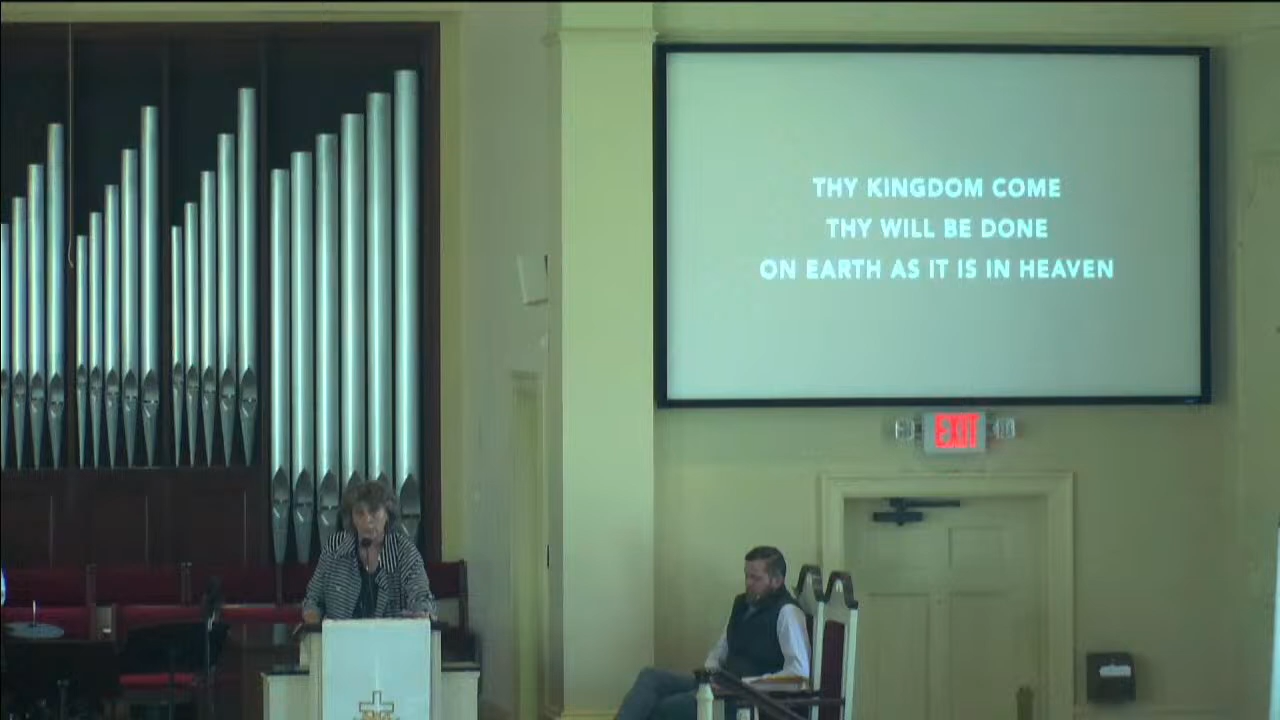 THY KINGDOM COME
THY WILL BE DONE
ON EARTH AS IT IS IN HEAVEN
EXIT